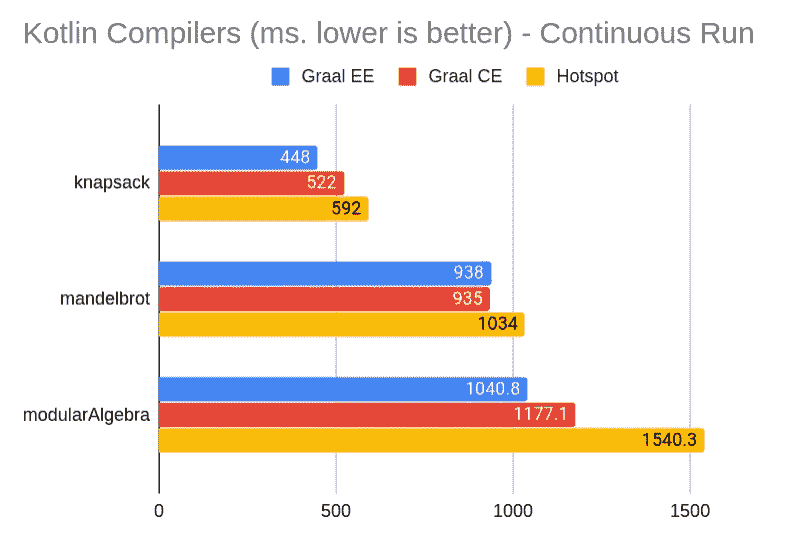 Kotlin Compilers (ms. lower is better) - Continuous Run
Graal EE Graal CE Hotspot
knapsack
448
522
592
mandelbrot
938
935
1034
modularAlgebra
1040.8
1177.1
1540.3
0 500 1000 1500